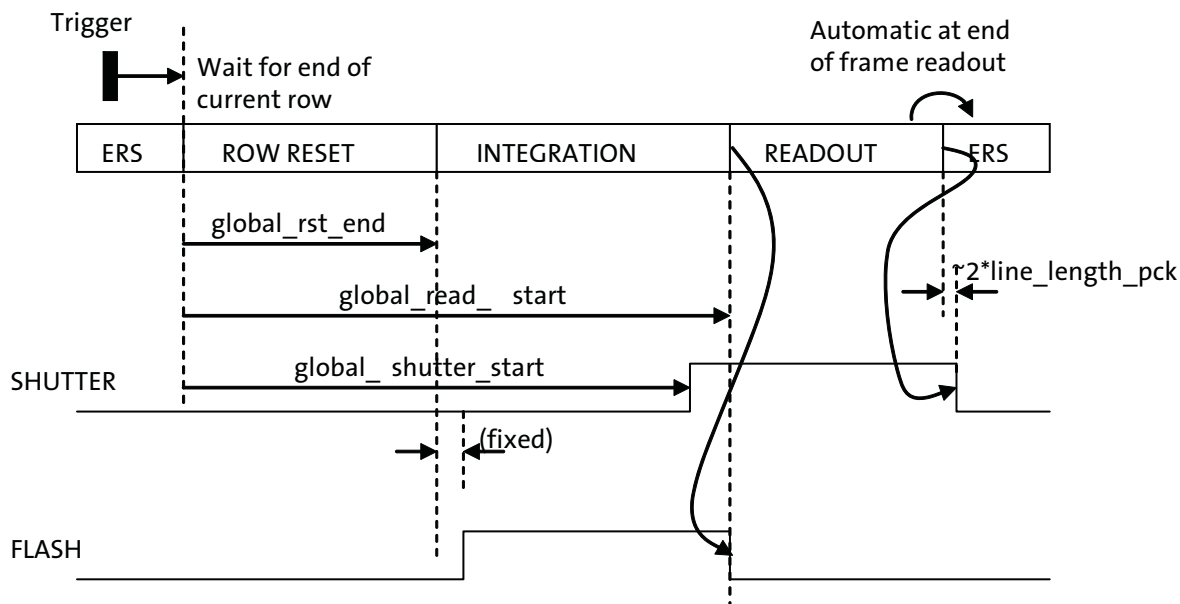 Trigger
Automatic at end
of frame readout
Wait for end of
current row
ERS ROW RESET INTEGRATION READOUT ERS
global_rst_end
~2*line_length_pck
global_read_ start
global_ shutter_start
SHUTTER
(fixed)
FLASH